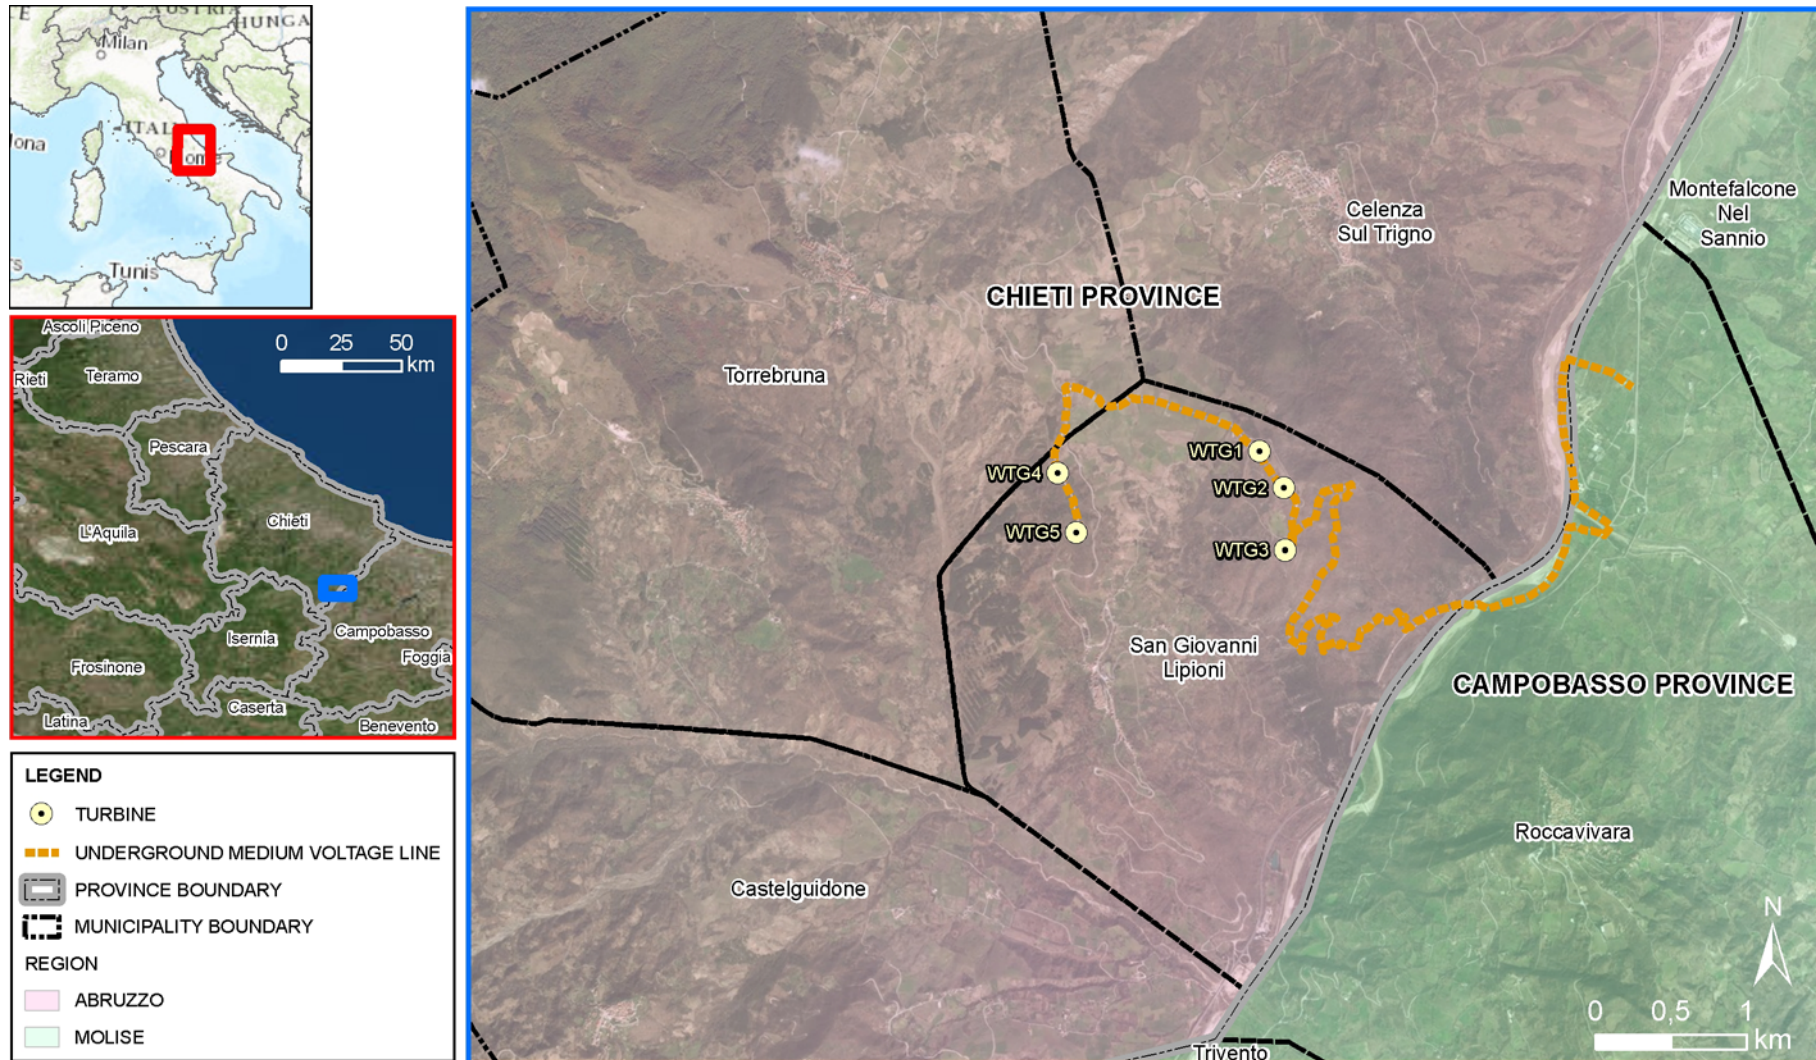 AUSTRIA
HUNGA
Milan
ITAL
Rome
lona
Tunis
Ascoli Piceno
0 25 50
km
Rieti
Teramo
Pescara
L'Aquila
Chieti
Isernia
Campobasso
Foggia
Frosinone
Caserta
Latina
Benevento
LEGEND
TURBINE
UNDERGROUND MEDIUM VOLTAGE LINE
PROVINCE BOUNDARY
MUNICIPALITY BOUNDARY
REGION
ABRUZZO
MOLISE
Montefalcone
Nel
Sannio
Celenza
Sul Trigno
CHIETI PROVINCE
Torrebruna
WTG1
WTG4
WTG2
WTG5
WTG3
San Giovanni
Lipioni
CAMPOBASSO PROVINCE
Roccavivara
Castelguidone
N
0 0,5 1
km
Trivento